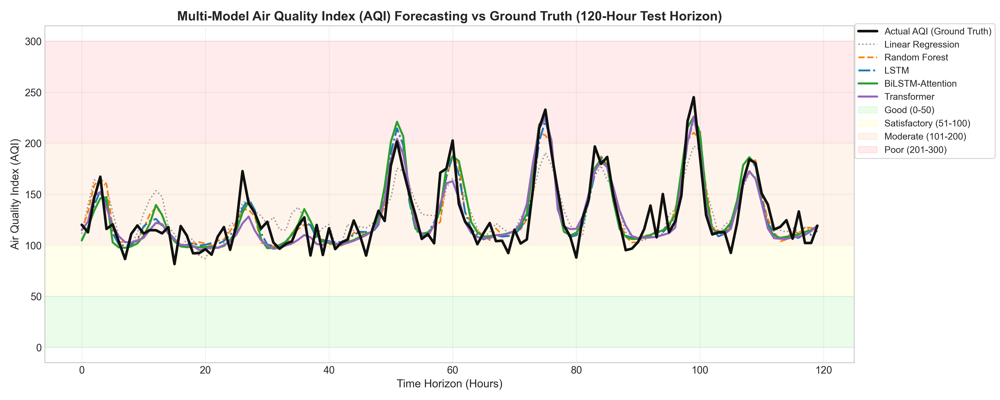 Multi-Model Air Quality Index (AQI) Forecasting vs Ground Truth (120-Hour Test Horizon)
Air Quality Index (AQI)
300
250
200
150
100
50
0
0
20
40
60
80
100
120
Time Horizon (Hours)
Actual AQI (Ground Truth)
Linear Regression
Random Forest
LSTM
BiLSTM-Attention
Transformer
Good (0-50)
Satisfactory (51-100)
Moderate (101-200)
Poor (201-300)